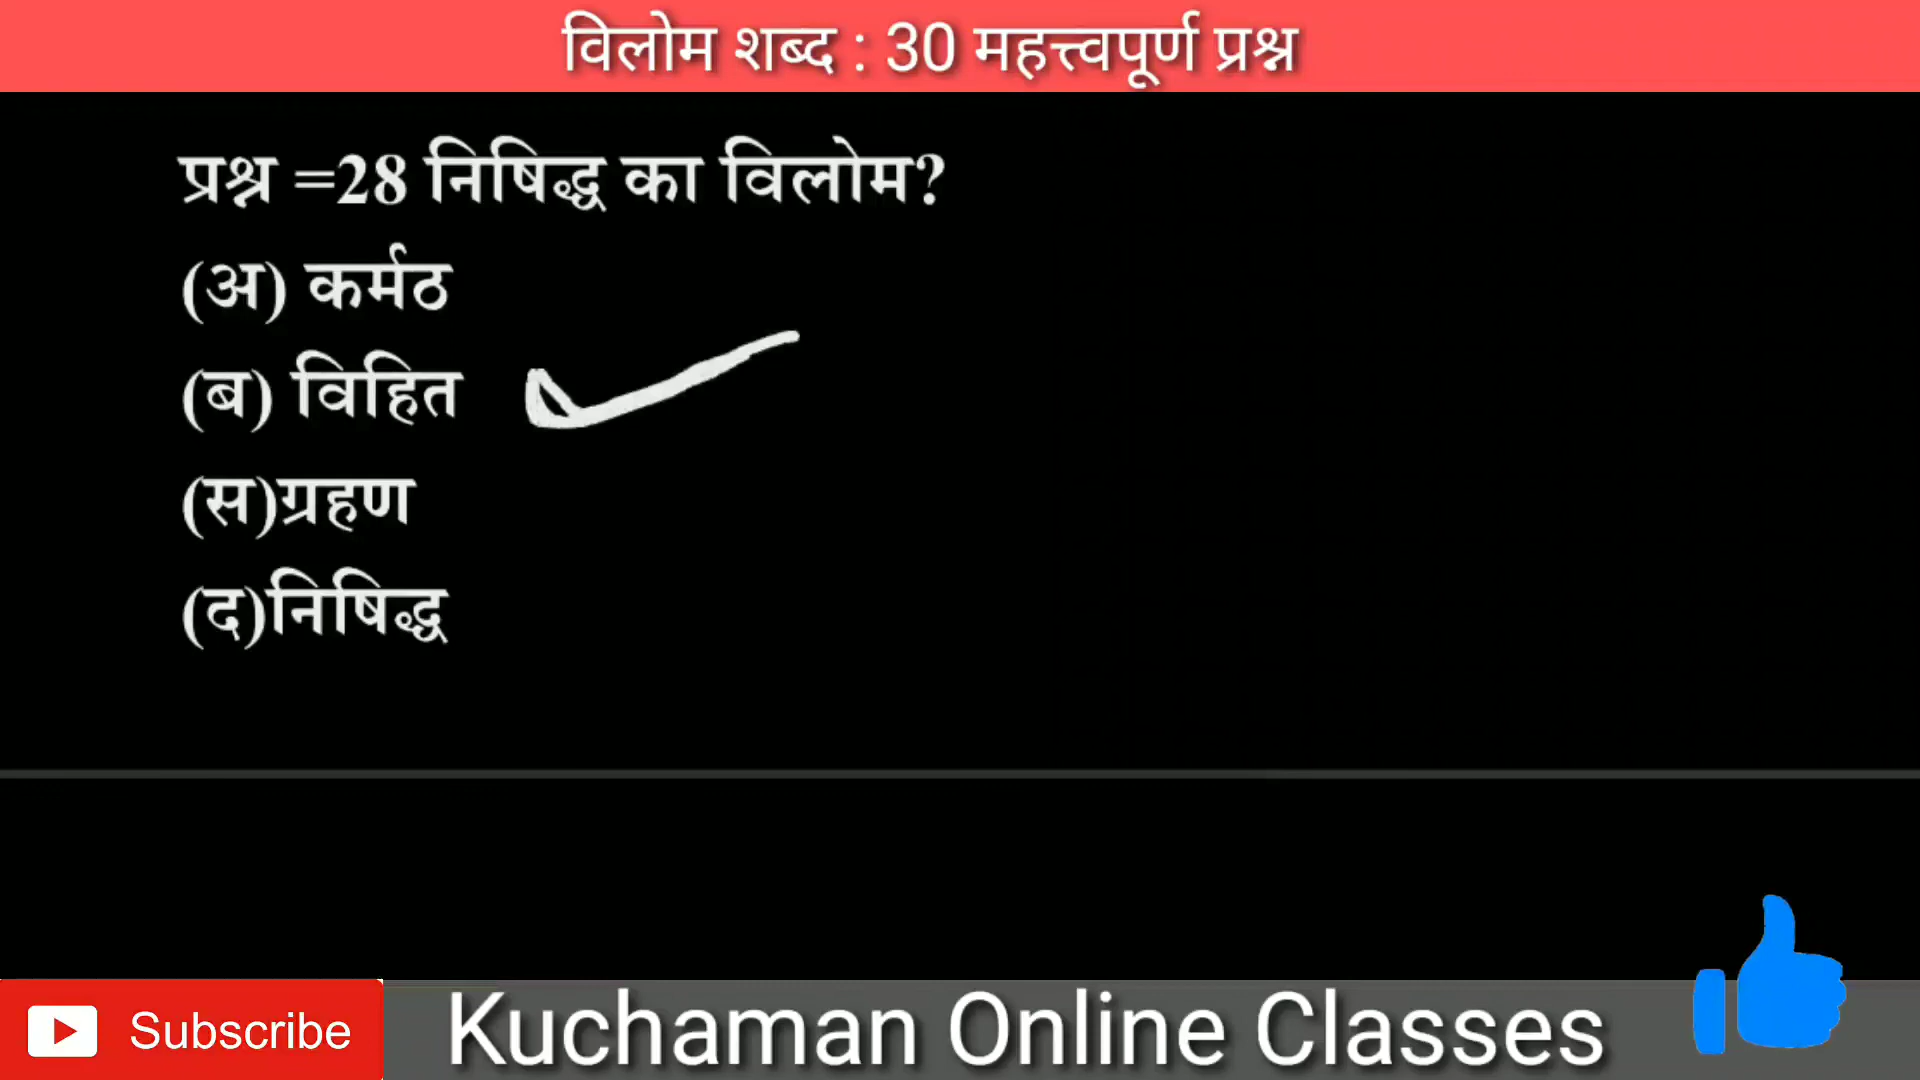 विलोम शब्द : 30 महत्त्वपूर्ण प्रश्न
प्रश्न =28 निषिद्ध का विलोम?
(अ) कर्मठ
(ब) विहित
(स)ग्रहण
(द)निषिद्ध
Subscribe
Kuchaman Online Classes